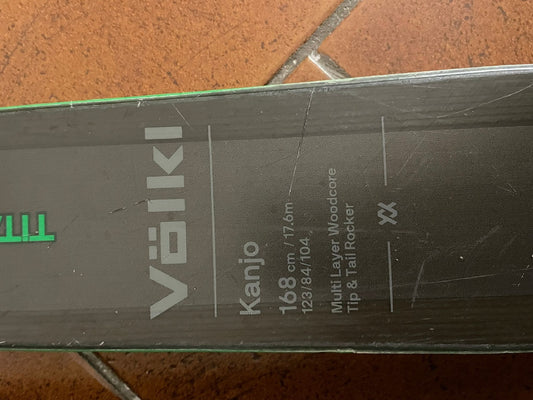 Völkl
Kanjo
168 cm / 17.6m
123/84/104
Multi Layer Woodcore
Tip & Tail Rocker